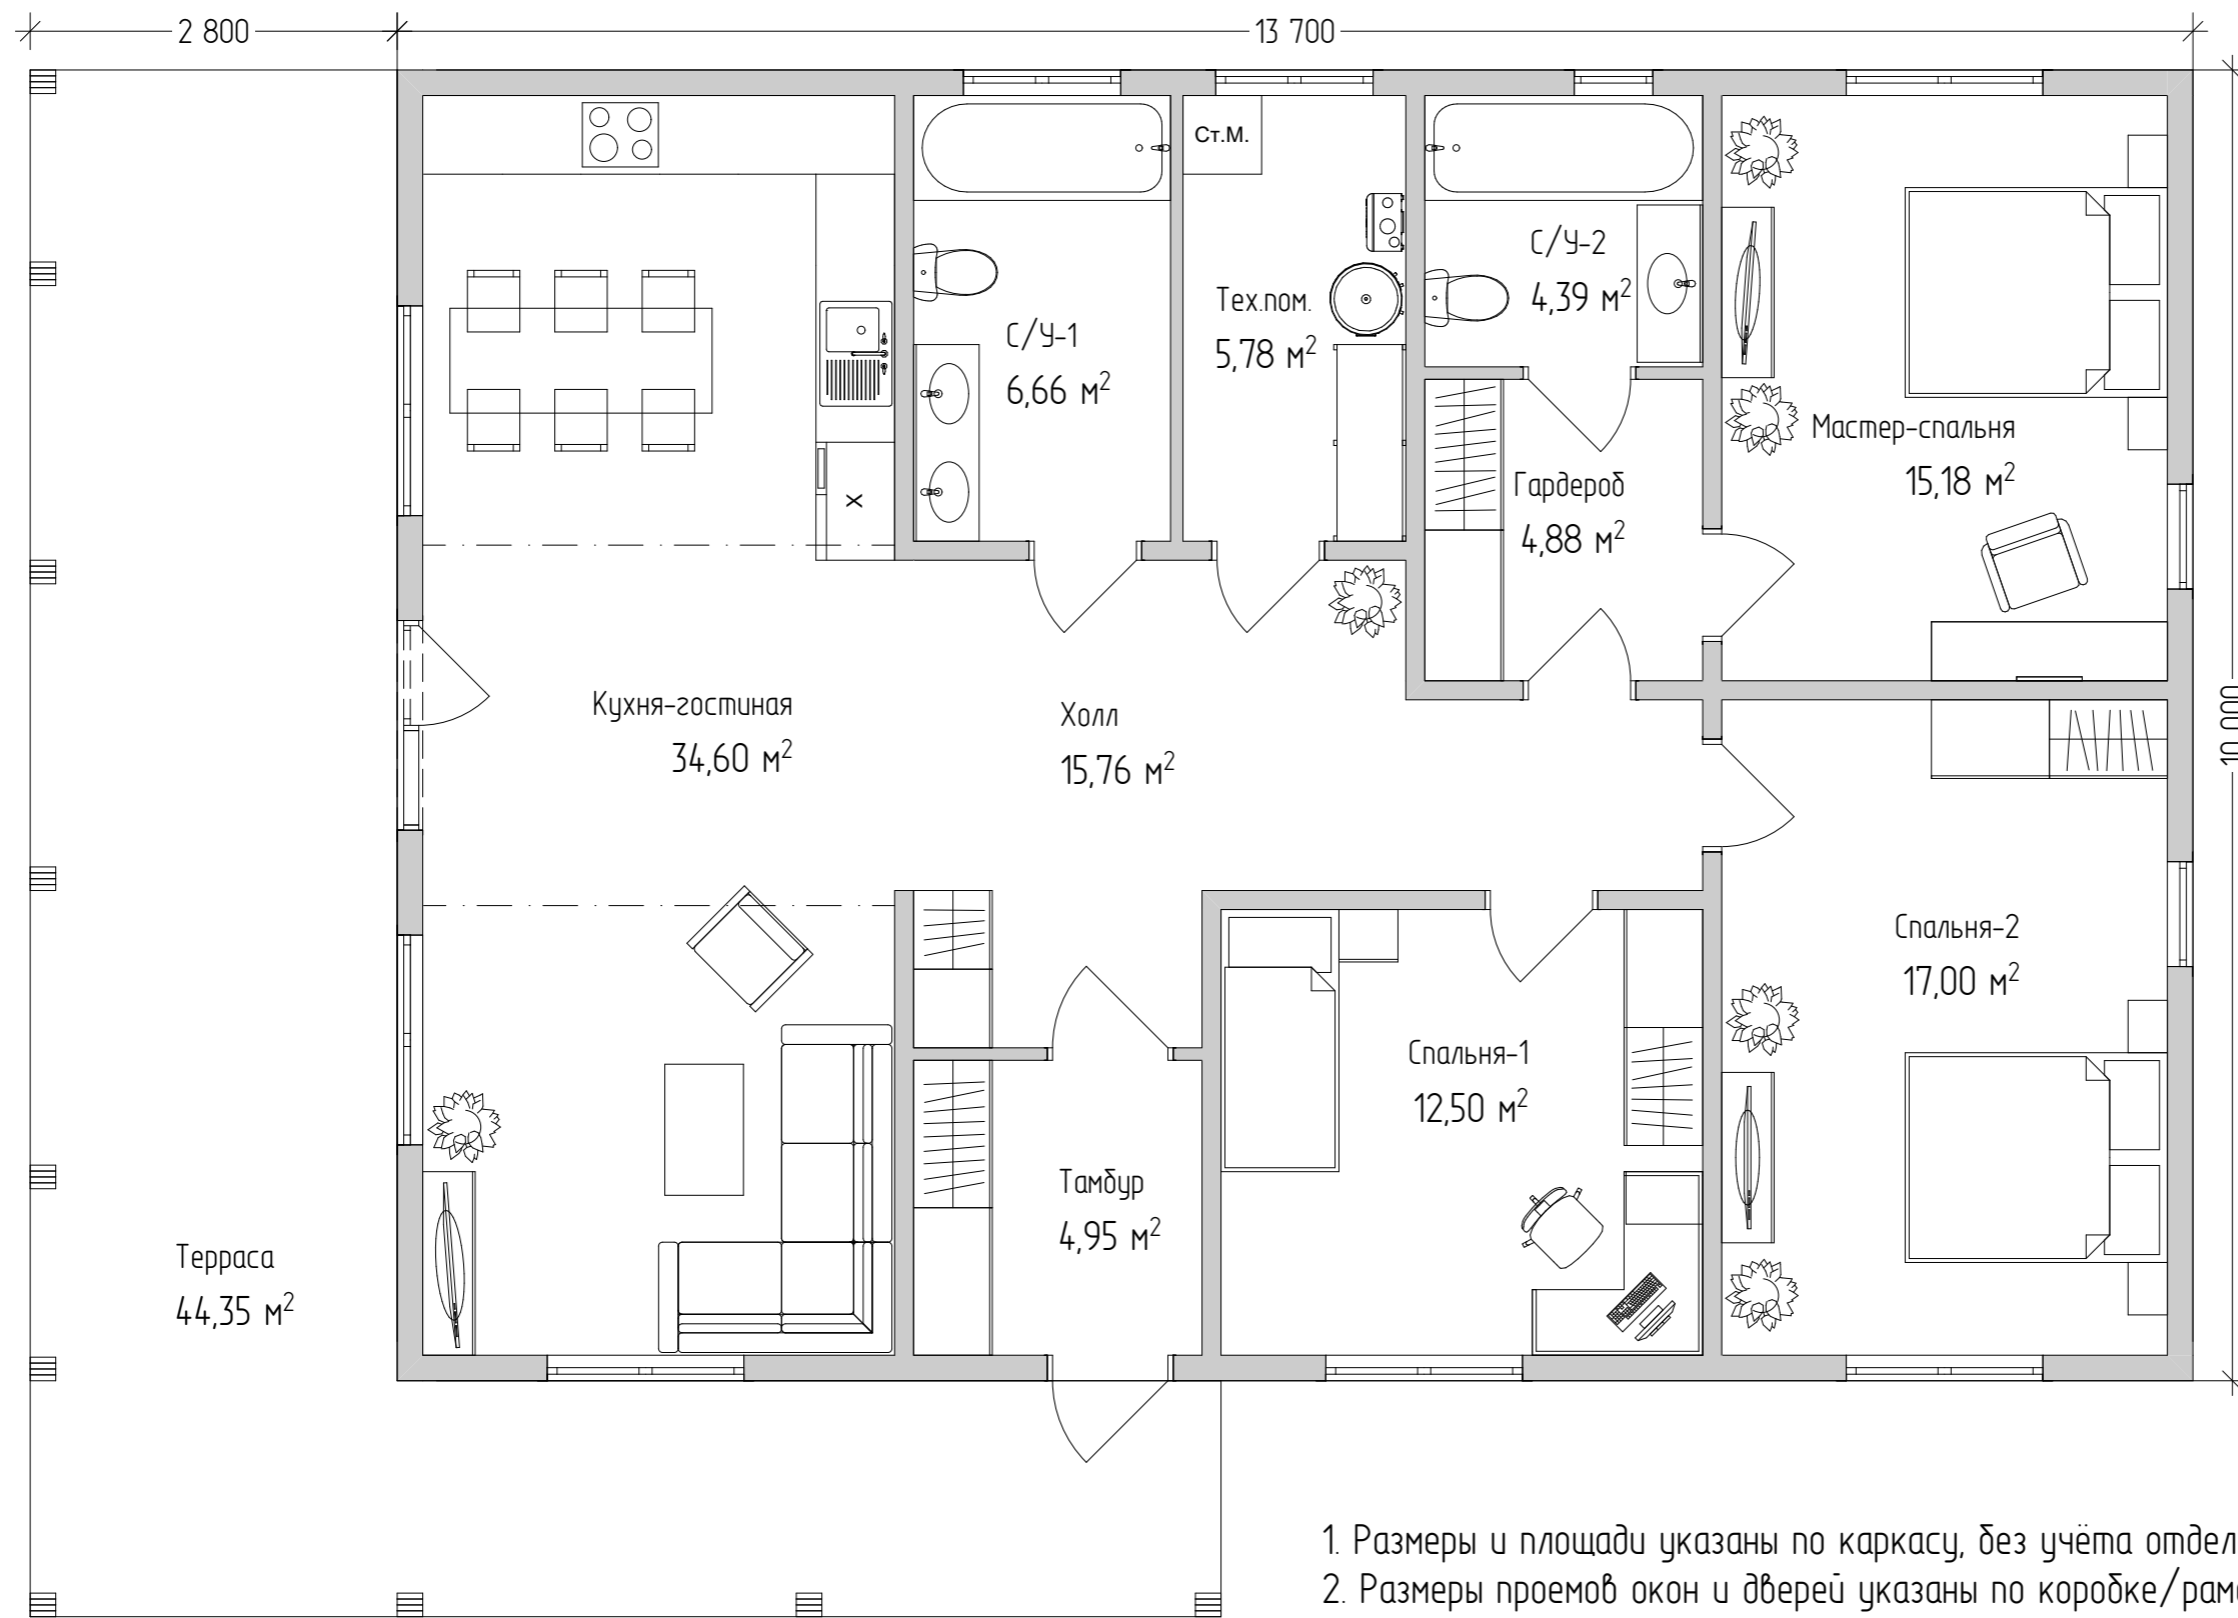 2 800
13 700
Ст.М.
С/У-2
4,39 м²
Тех.пом.
5,78 м²
С/У-1
6,66 м²
Мастер-спальня
15,18 м²
Гардероб
4,88 м²
X
Кухня-гостиная
34,60 м²
Холл
15,76 м²
10 000
Спальня-2
17,00 м²
Спальня-1
12,50 м²
Тамбур
4,95 м²
Терраса
44,35 м²
1. Размеры и площади указаны по каркасу, без учёта
2. Размеры проемов окон и дверей указаны по